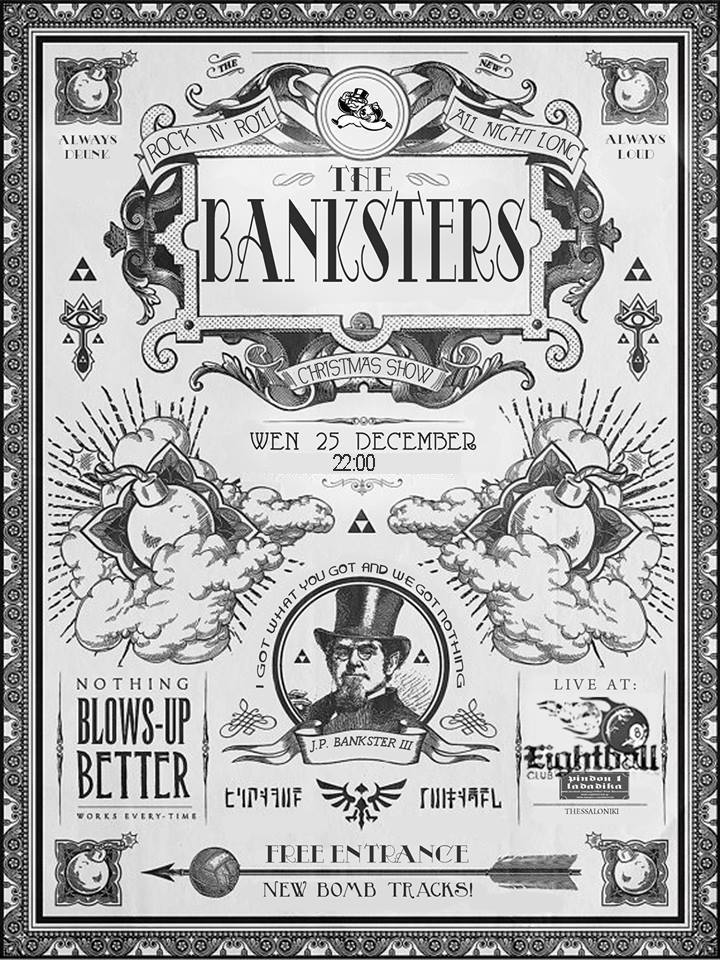 THE
NEW
ROCK 'N' ROLL
ALL NIGHT LONG
ALWAYS
DRUNK
ALWAYS
LOUD
THE
BANKSTERS
CHRISTMAS SHOW
WEN 25 DECEMBER
22:00
I GOT WHAT YOU GOT AND WE GOT NOTHING
J.P. BANKSTER III
NOTHING
BLOWS-UP
BETTER
WORKS EVERY-TIME
LIVE AT:
8
Eightball
CLUB
pindou 1
ladadika
THESSALONIKI
FREE ENTRANCE
NEW BOMB TRACKS!